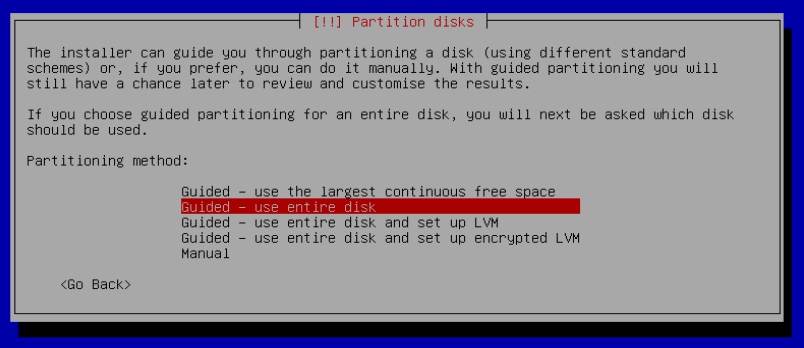 [!!] Partition disks
The installer can guide you through partitioning a disk (using different standard
schemes) or, if you prefer, you can do it manually. With guided partitioning you will
still have a chance later to review and customise the results.
If you choose guided partitioning for an entire disk, you will next be asked which disk
should be used.
Partitioning method:
Guided - use the largest continuous free space
Guided - use entire disk
Guided - use entire disk and set up LVM
Guided - use entire disk and set up encrypted LVM
Manual
<Go Back>